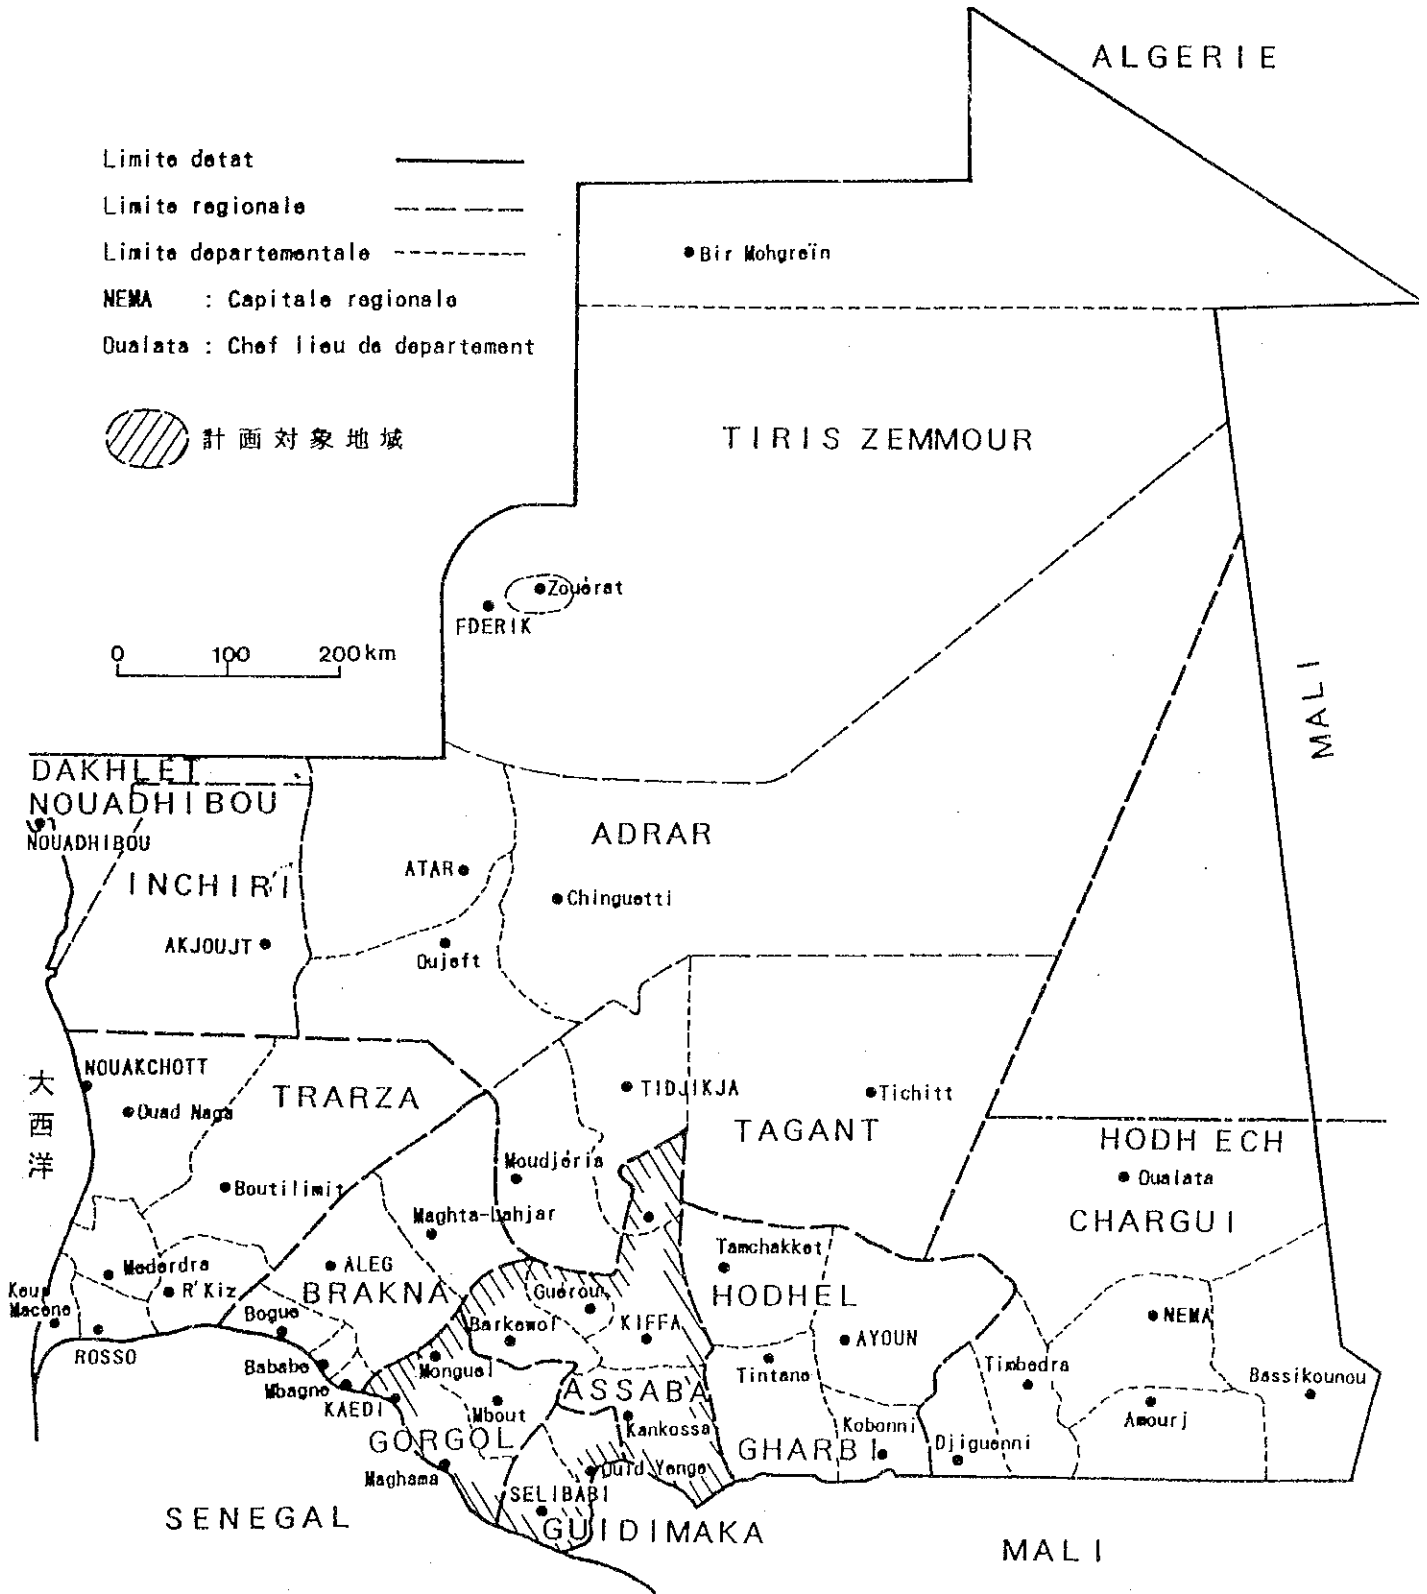 ALGERIE
Limite detat
Limite regionale
Limite departementale
NEMA : Capitale regionale
Oualata : Chef lieu de departement
計画対象地域
Bir Mohgreïn
TIRIS ZEMMOUR
Zouérat
FDERIK
0 100 200km
MALI
DAKHLET
NOUADHIBOU
NOUADHIBOU
INCHIRI
ADRAR
ATAR
Chinguetti
AKJOUJT
Oujeft
大西洋
NOUAKCHOTT
Ouad Naga
TRARZA
TIDJIKJA
Tichitt
TAGANT
HODH ECH
Oualata
CHARGUI
Boutilimit
Moudjéria
Maghta-Lahjar
Tamchakket
HODHEL
Mederdra
R'Kiz
ALEG
BRAKNA
Guérou
Keur
Macene
ROSSO
Bogue
Barkewol
KIFFA
AYOUN
NEMA
Bababe
Mbagne
Monguel
Tintane
Timbedra
Bassikounou
KAEDI
Mbout
ASSABA
Kankossa
Amourj
GORGOL
GHARBI
Kobonni
Djiguenni
Maghama
Ould Yenge
SELIBABI
SENEGAL
GUIDIMAKA
MALI